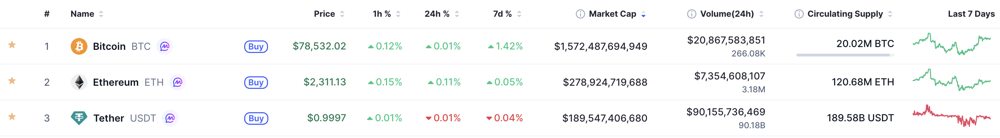 # Name Price 1h % 24h % 7d % Market Cap Volume(24h) Circulating Supply Last 7 Days
1 Bitcoin BTC Buy $78,532.02 0.12% 0.01% 1.42% $1,572,487,694,949 $20,867,583,851 20.02M BTC
266.08K
2 Ethereum ETH Buy $2,311.13 0.15% 0.11% 0.05% $278,924,719,688 $7,354,608,107 120.68M ETH
3.18M
3 Tether USDT Buy $0.9997 0.01% 0.01% 0.04% $189,547,406,680 $90,155,736,469 189.58B USDT
90.18B